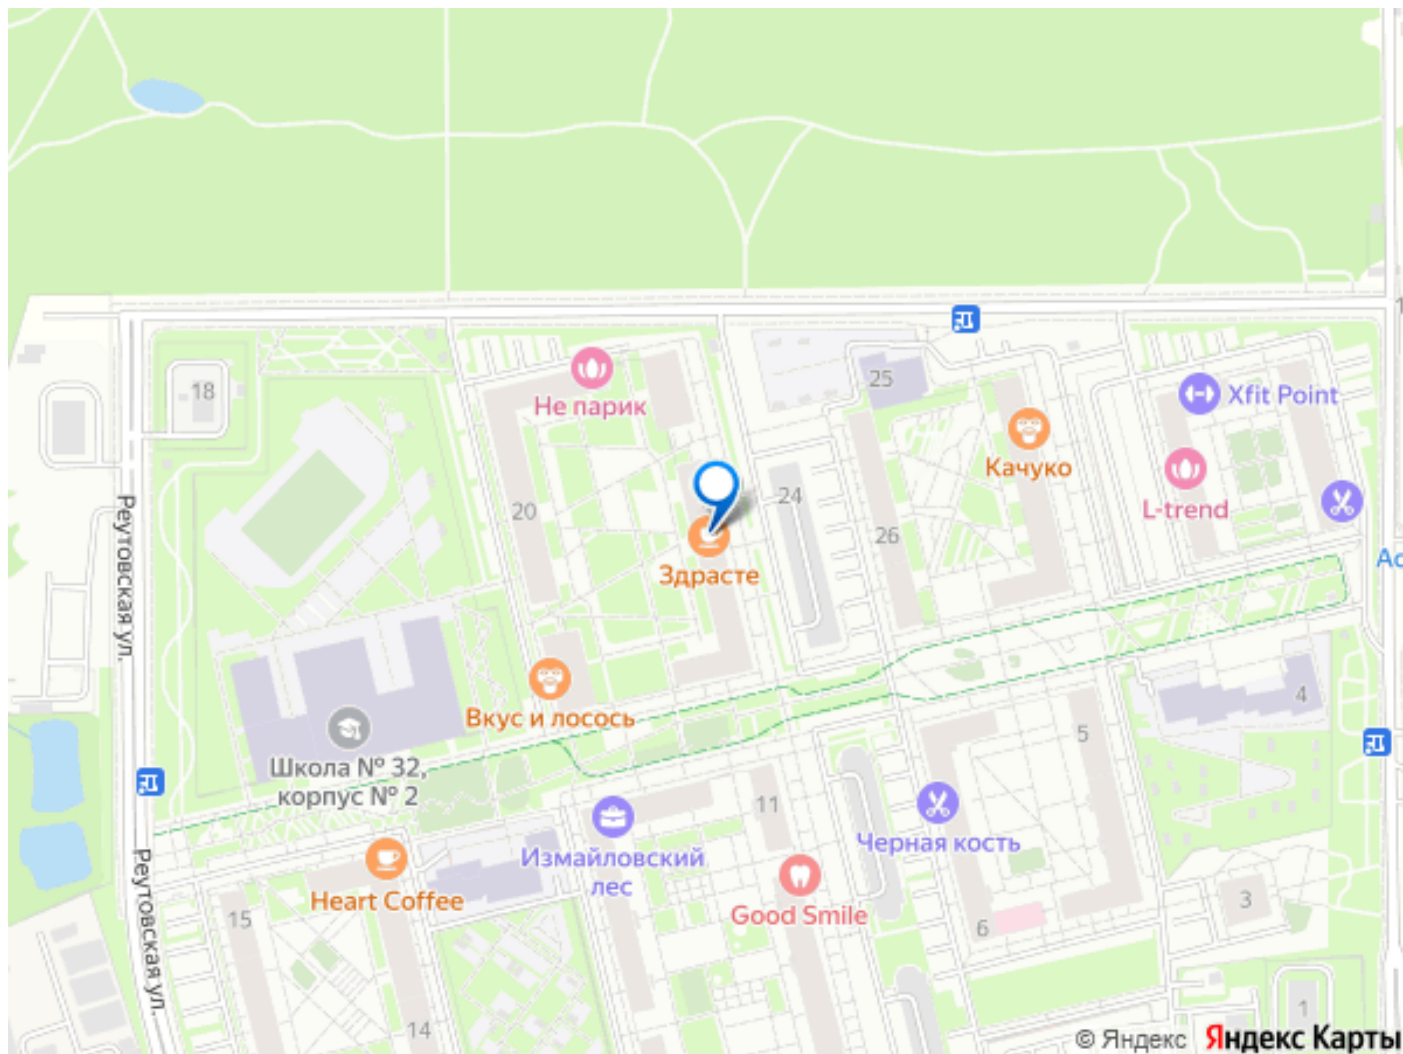 18
25
Не парик
Xfit Point
Качуко
24
L-trend
20
26
Реутовская ул.
Здрасте
4
Вкус и лосось
5
Школа № 32,
корпус № 2
11
Черная кость
Измайловский
лес
Реутовская ул.
Heart Coffee
3
15
Good Smile
6
1
14
© Яндекс Яндекс Карты